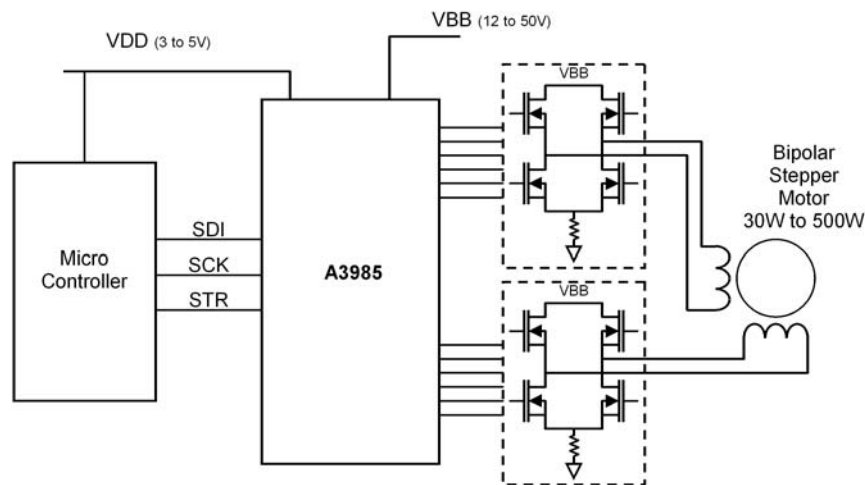 VDD (3 to 5V)
VBB (12 to 50V)
VBB
Bipolar
Stepper
Motor
30W to 500W
Micro
Controller
SDI
SCK
STR
A3985
VBB